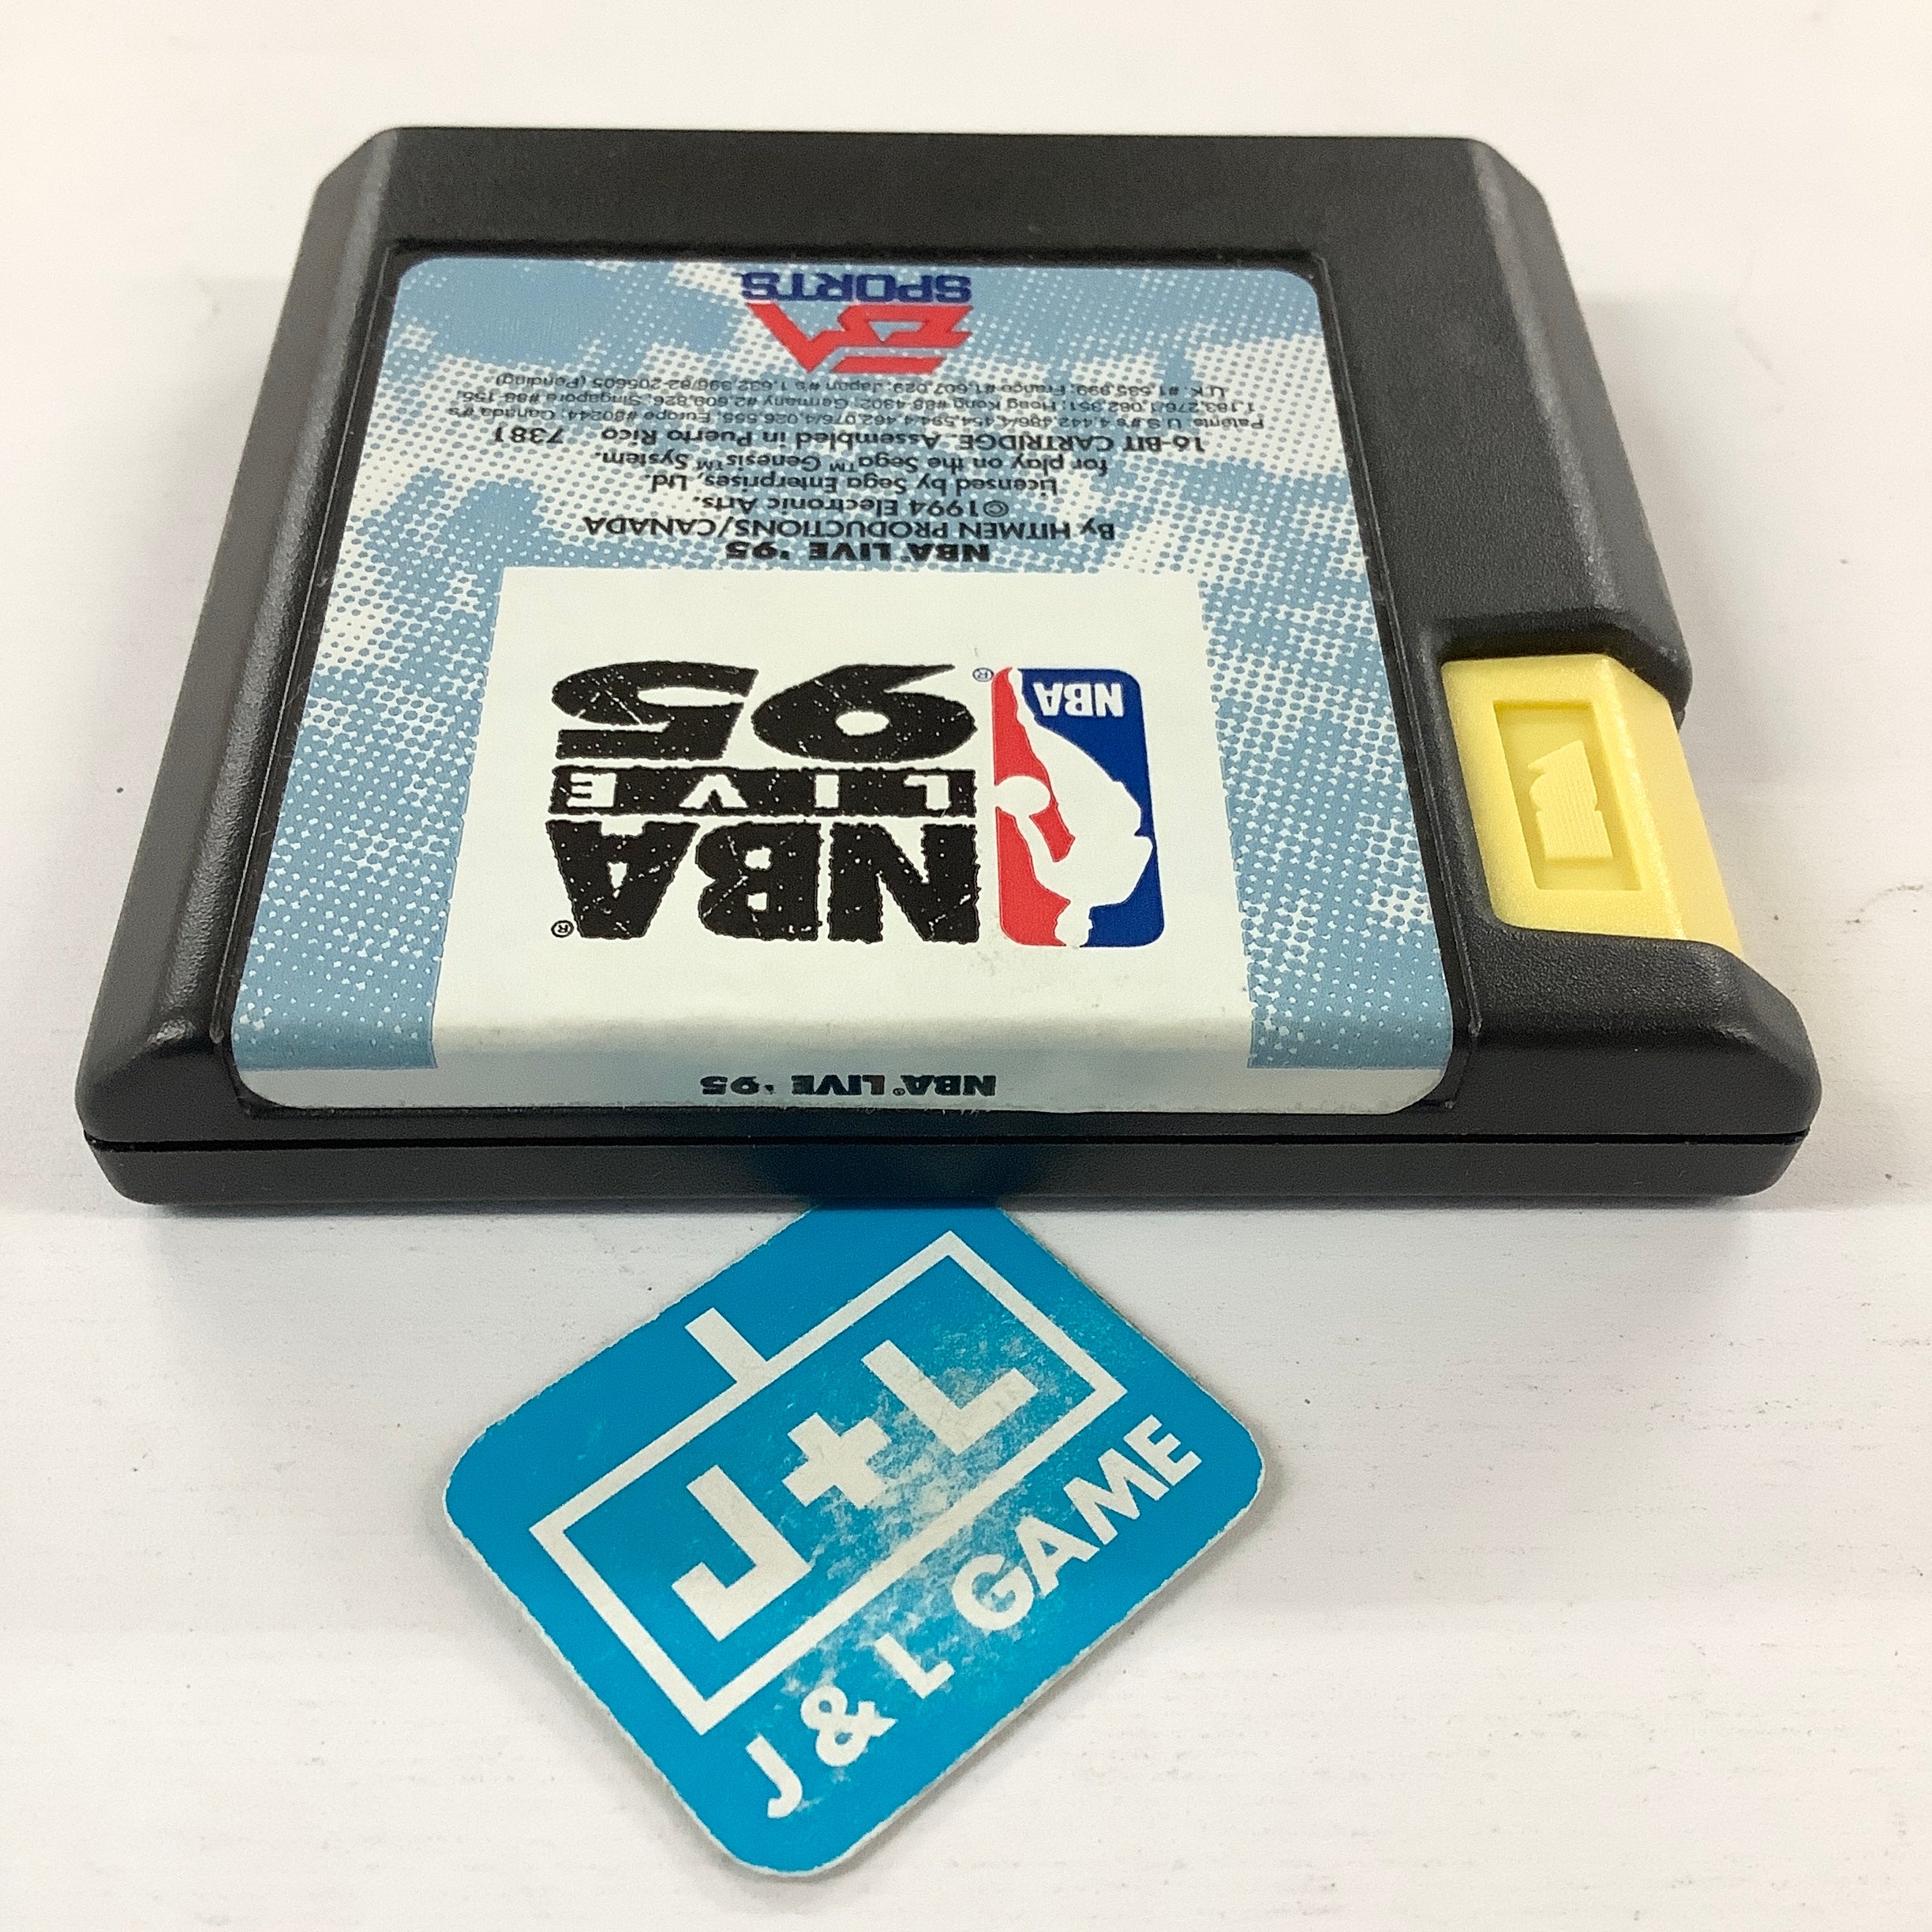 NBA® LIVE '95
NBA®
LIVE
95
NBA
®
NBA LIVE '95
By HITMEN PRODUCTIONS/CANADA
©1994 Electronic Arts.
Licensed by Sega Enterprises, Ltd.
for play on the Sega™ Genesis™ System.
16-BIT CARTRIDGE. Assembled in Puerto Rico 7381
Patents: U.S.#'s 4,442,486/4,454,594/4,462,076/4,026,555; Europe #80244; Canada #'s
1,183,276/1,082,351; Hong Kong #88-4302; Germany #2,609,826; Singapore #88-155;
U.K. #1,535,999; France #1,607,029; Japan #'s 1,632,396/82-205605 (Pending)
EA
SPORTS
J+L
J & L GAME